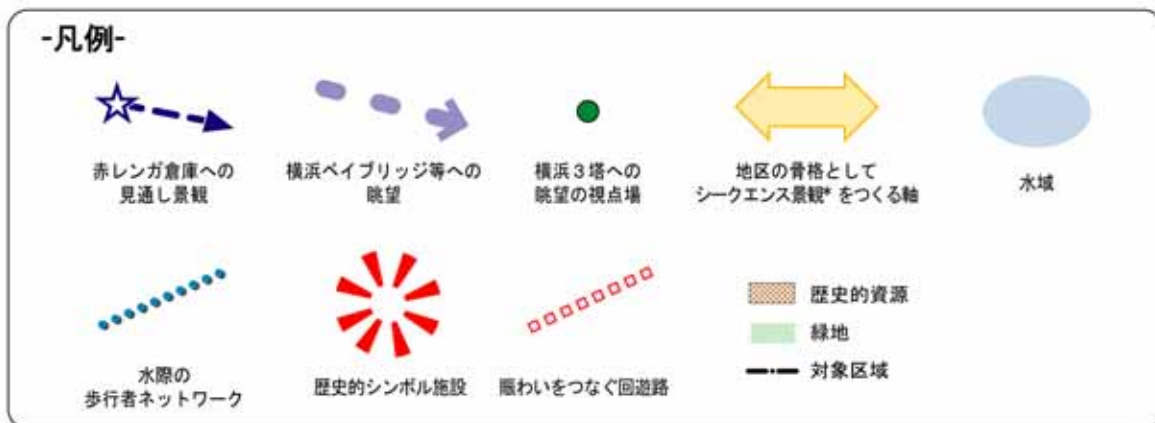 -凡例-
赤レンガ倉庫への
見通し景観
横浜ベイブリッジ等への
眺望
横浜３塔への
眺望の視点場
地区の骨格として
シークエンス景観*をつくる軸
水域
水際の
歩行者ネットワーク
歴史的シンボル施設
賑わいをつなぐ回遊路
歴史的資源
緑地
対象区域